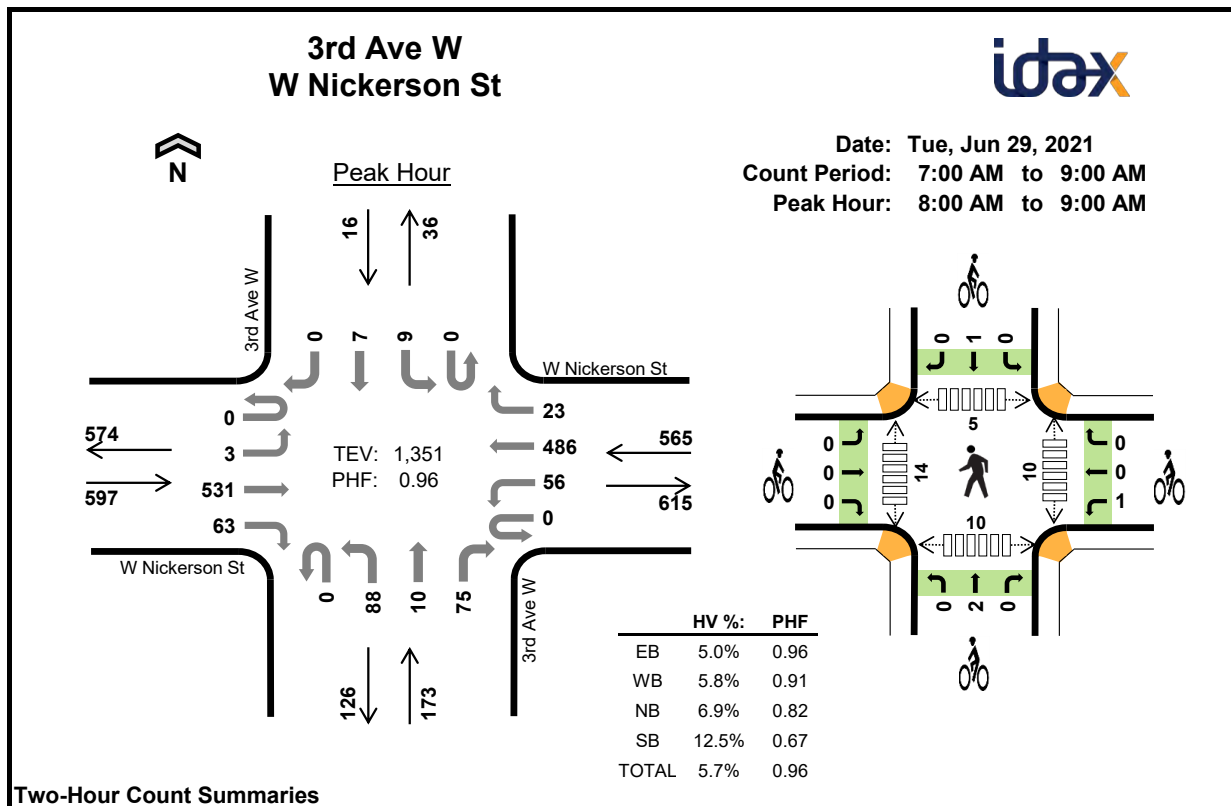 3rd Ave W
W Nickerson St
idax
Date: Tue, Jun 29, 2021
Count Period: 7:00 AM to 9:00 AM
Peak Hour: 8:00 AM to 9:00 AM
N
Peak Hour
16
36
3rd Ave W
0
7
9
0
W Nickerson St
0
3
531
63
574
597
TEV: 1,351
PHF: 0.96
23
486
56
0
565
615
W Nickerson St
0
88
10
75
3rd Ave W
126
173
0
1
0
5
0
0
0
14
10
0
0
1
10
0
2
0
HV %: PHF
EB 5.0% 0.96
WB 5.8% 0.91
NB 6.9% 0.82
SB 12.5% 0.67
TOTAL 5.7% 0.96
Two-Hour Count Summaries